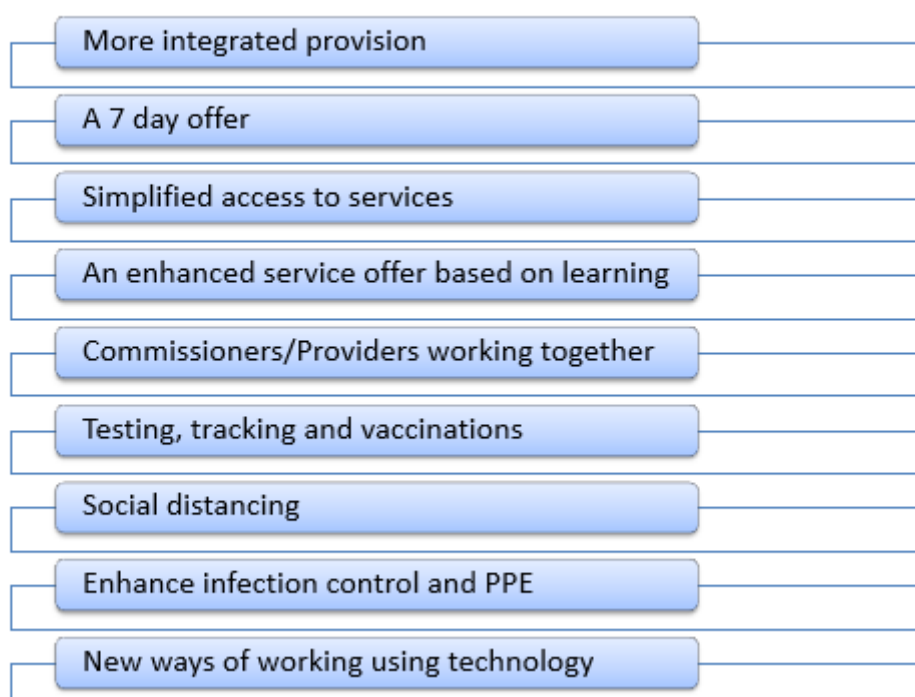 More integrated provision
A 7 day offer
Simplified access to services
An enhanced service offer based on learning
Commissioners/Providers working together
Testing, tracking and vaccinations
Social distancing
Enhance infection control and PPE
New ways of working using technology